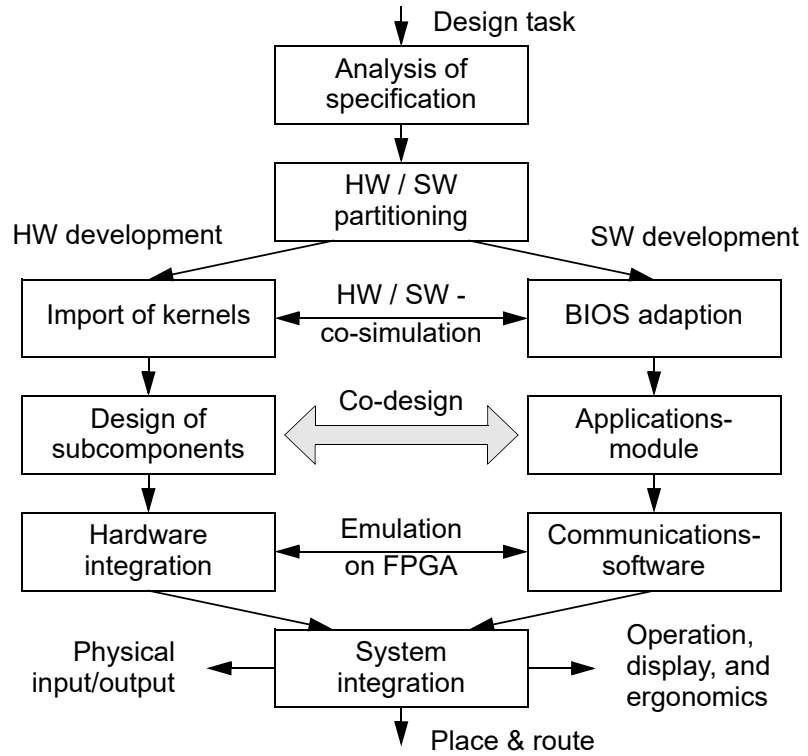 Design task
Analysis of
specification
HW / SW
partitioning
HW development
SW development
Import of kernels
HW / SW -
co-simulation
BIOS adaption
Design of
subcomponents
Co-design
Applications-
module
Hardware
integration
Emulation
on FPGA
Communications-
software
Physical
input/output
System
integration
Operation,
display, and
ergonomics
Place & route